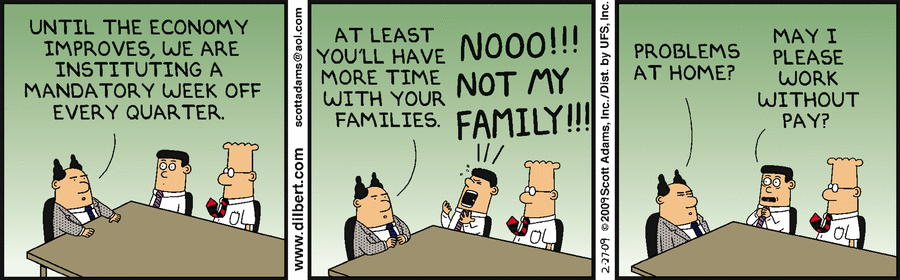 UNTIL THE ECONOMY
IMPROVES, WE ARE
INSTITUTING A
MANDATORY WEEK OFF
EVERY QUARTER.
www.dilbert.com scottadams@aol.com
AT LEAST
YOU'LL HAVE
MORE TIME
WITH YOUR
FAMILIES.
NOOO!!!
NOT MY
FAMILY!!!
2-27-09 ©2009 Scott Adams, Inc./Dist. by UFS, Inc.
PROBLEMS
AT HOME?
MAY I
PLEASE
WORK
WITHOUT
PAY?